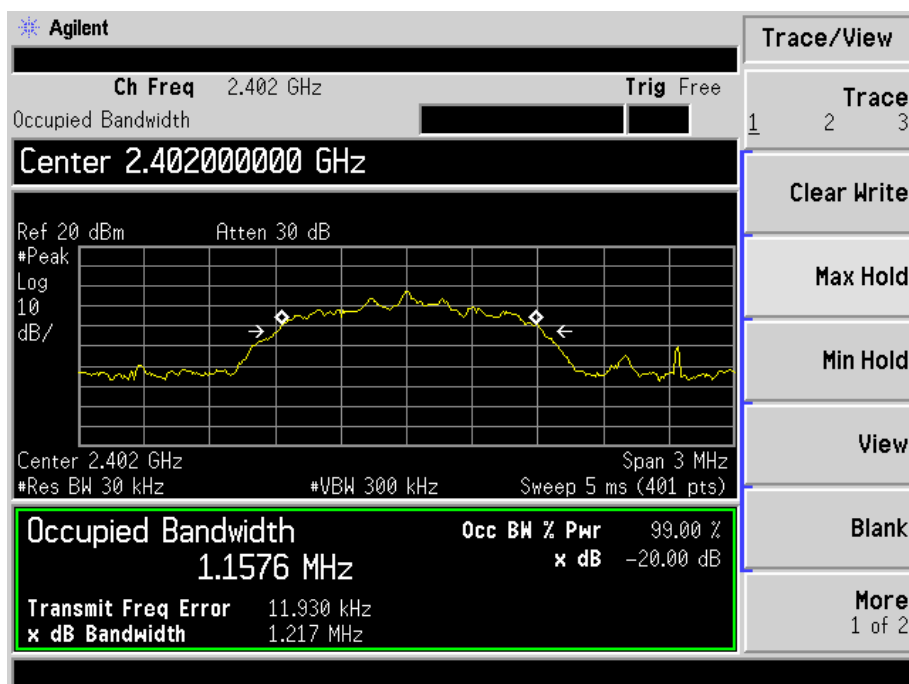 Agilent
Trace/View
Ch Freq 2.402 GHz Trig Free
Occupied Bandwidth
Trace
1 2 3
Center 2.402000000 GHz
Clear Write
Ref 20 dBm Atten 30 dB
#Peak
Log
10
dB/
Max Hold
Min Hold
View
Center 2.402 GHz Span 3 MHz
#Res BW 30 kHz #VBW 300 kHz Sweep 5 ms (401 pts)
Blank
Occupied Bandwidth Occ BW % Pwr 99.00 %
1.1576 MHz x dB -20.00 dB
Transmit Freq Error 11.930 kHz
x dB Bandwidth 1.217 MHz
More
1 of 2